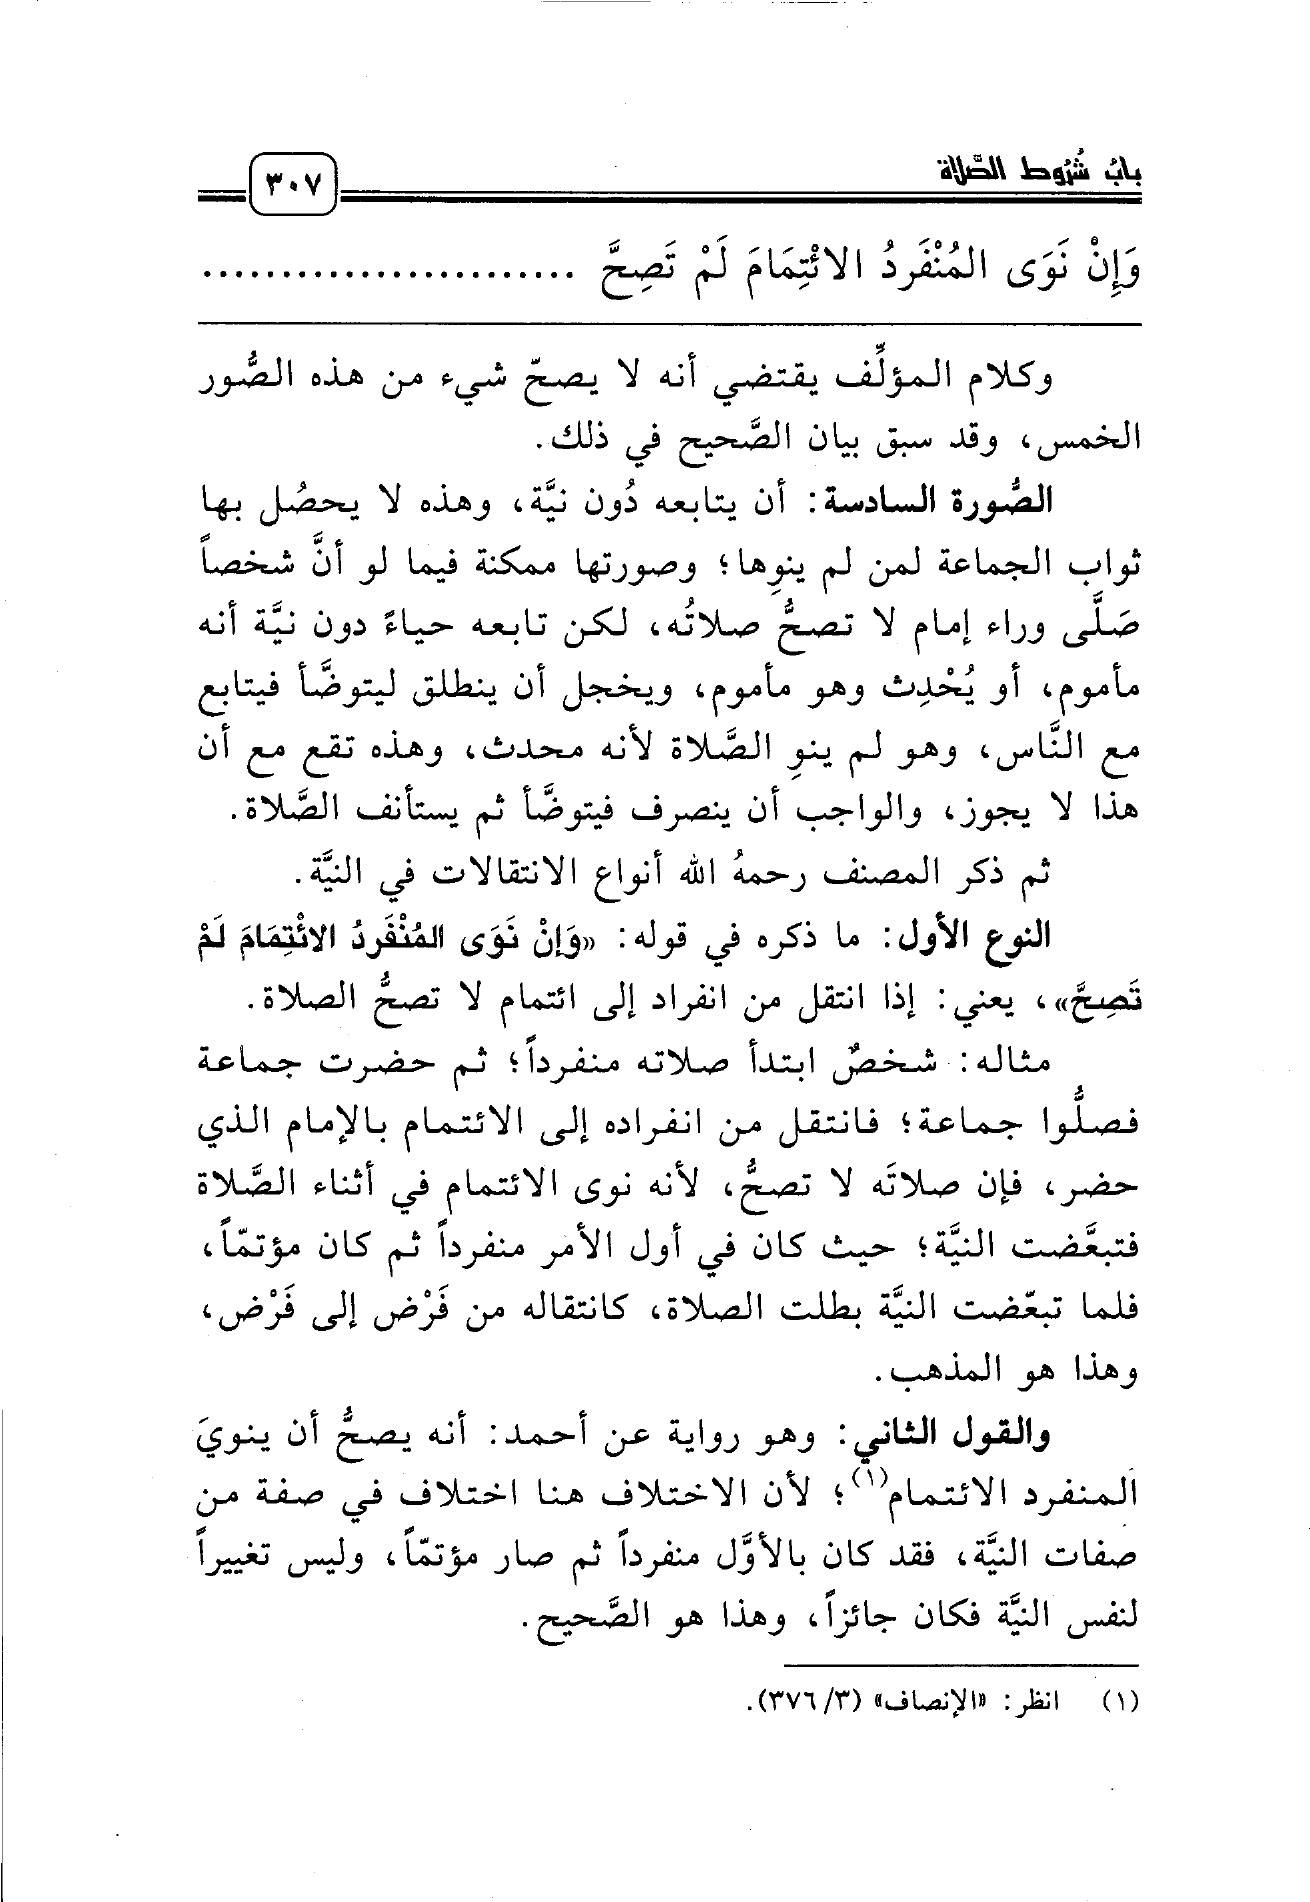 بابُ شُرُوط الصَّلاة
٣٠٧
وَإِنْ نَوَى المُنْفَرِدُ الائْتِمَامَ لَمْ تَصِحَّ ........................
وكلام المؤلِّف يقتضي أنه لا يصحّ شيء من هذه الصُّور
الخمس، وقد سبق بيان الصَّحيح في ذلك.
الصُّورة السادسة: أن يتابعه دُون نيَّة، وهذه لا يحصُل بها
ثواب الجماعة لمن لم ينوِها؛ وصورتها ممكنة فيما لو أنَّ شخصاً
صَلَّى وراء إمام لا تصحُّ صلاتُه، لكن تابعه حياءً دون نيَّة أنه
مأموم، أو يُحْدِث وهو مأموم، ويخجل أن ينطلق ليتوضَّأ فيتابع
مع النَّاس، وهو لم ينوِ الصَّلاة لأنه محدث، وهذه تقع مع أن
هذا لا يجوز، والواجب أن ينصرف فيتوضَّأ ثم يستأنف الصَّلاة.
ثم ذكر المصنف رحمهُ الله أنواع الانتقالات في النيَّة.
النوع الأول: ما ذكره في قوله: «وَإِنْ نَوَى المُنْفَرِدُ الائْتِمَامَ لَمْ
تَصِحَّ»، يعني: إذا انتقل من انفراد إلى ائتمام لا تصحُّ الصلاة.
مثاله: شخصٌ ابتدأ صلاته منفرداً؛ ثم حضرت جماعة
فصلُّوا جماعة؛ فانتقل من انفراده إلى الائتمام بالإمام الذي
حضر، فإن صلاتَه لا تصحُّ، لأنه نوى الائتمام في أثناء الصَّلاة
فتبعَّضت النيَّة؛ حيث كان في أول الأمر منفرداً ثم كان مؤتمّاً،
فلما تبعّضت النيَّة بطلت الصلاة، كانتقاله من فَرْض إلى فَرْض،
وهذا هو المذهب.
والقول الثاني: وهو رواية عن أحمد: أنه يصحُّ أن ينويَ
المنفرد الائتمام(١)؛ لأن الاختلاف هنا اختلاف في صفة من
صفات النيَّة، فقد كان بالأوَّل منفرداً ثم صار مؤتمّاً، وليس تغييراً
لنفس النيَّة فكان جائزاً، وهذا هو الصَّحيح.
(١) انظر: «الإنصاف» (٣/ ٣٧٦).